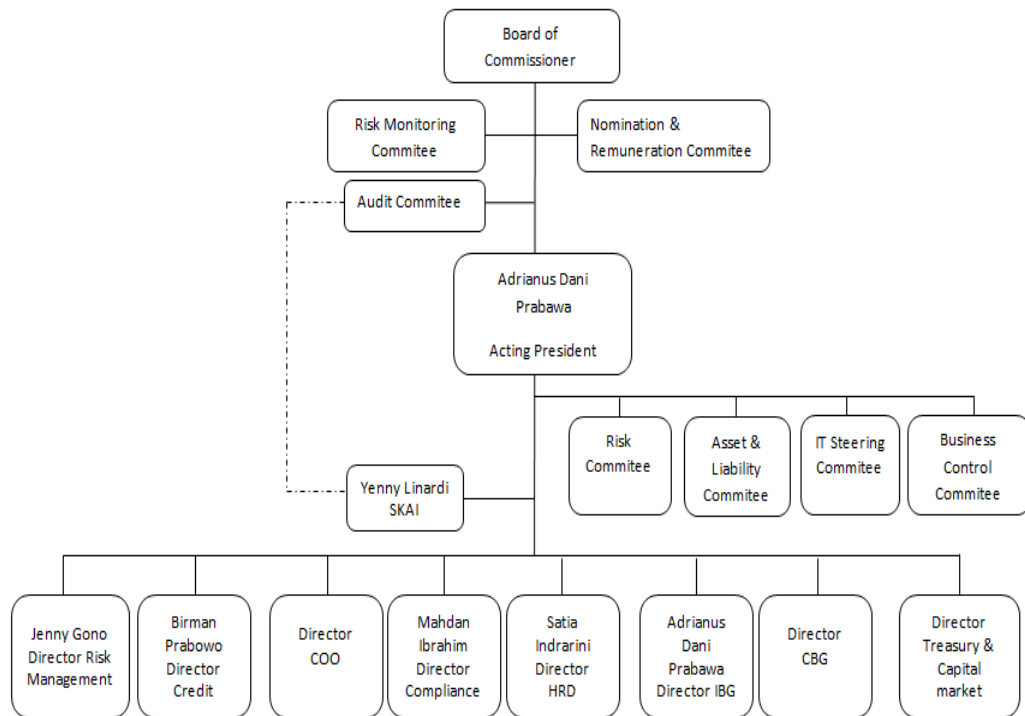 Board of
Commissioner
Risk Monitoring
Commitee
Nomination &
Remuneration Commitee
Audit Commitee
Adrianus Dani
Prabawa
Acting President
Risk
Commitee
Asset &
Liability
Commitee
IT Steering
Commitee
Business
Control
Commitee
Yenny Linardi
SKAI
Jenny Gono
Director Risk
Management
Birman
Prabowo
Director
Credit
Director
COO
Mahdan
Ibrahim
Director
Compliance
Satia
Indrarini
Director
HRD
Adrianus
Dani
Prabawa
Director IBG
Director
CBG
Director
Treasury &
Capital
market